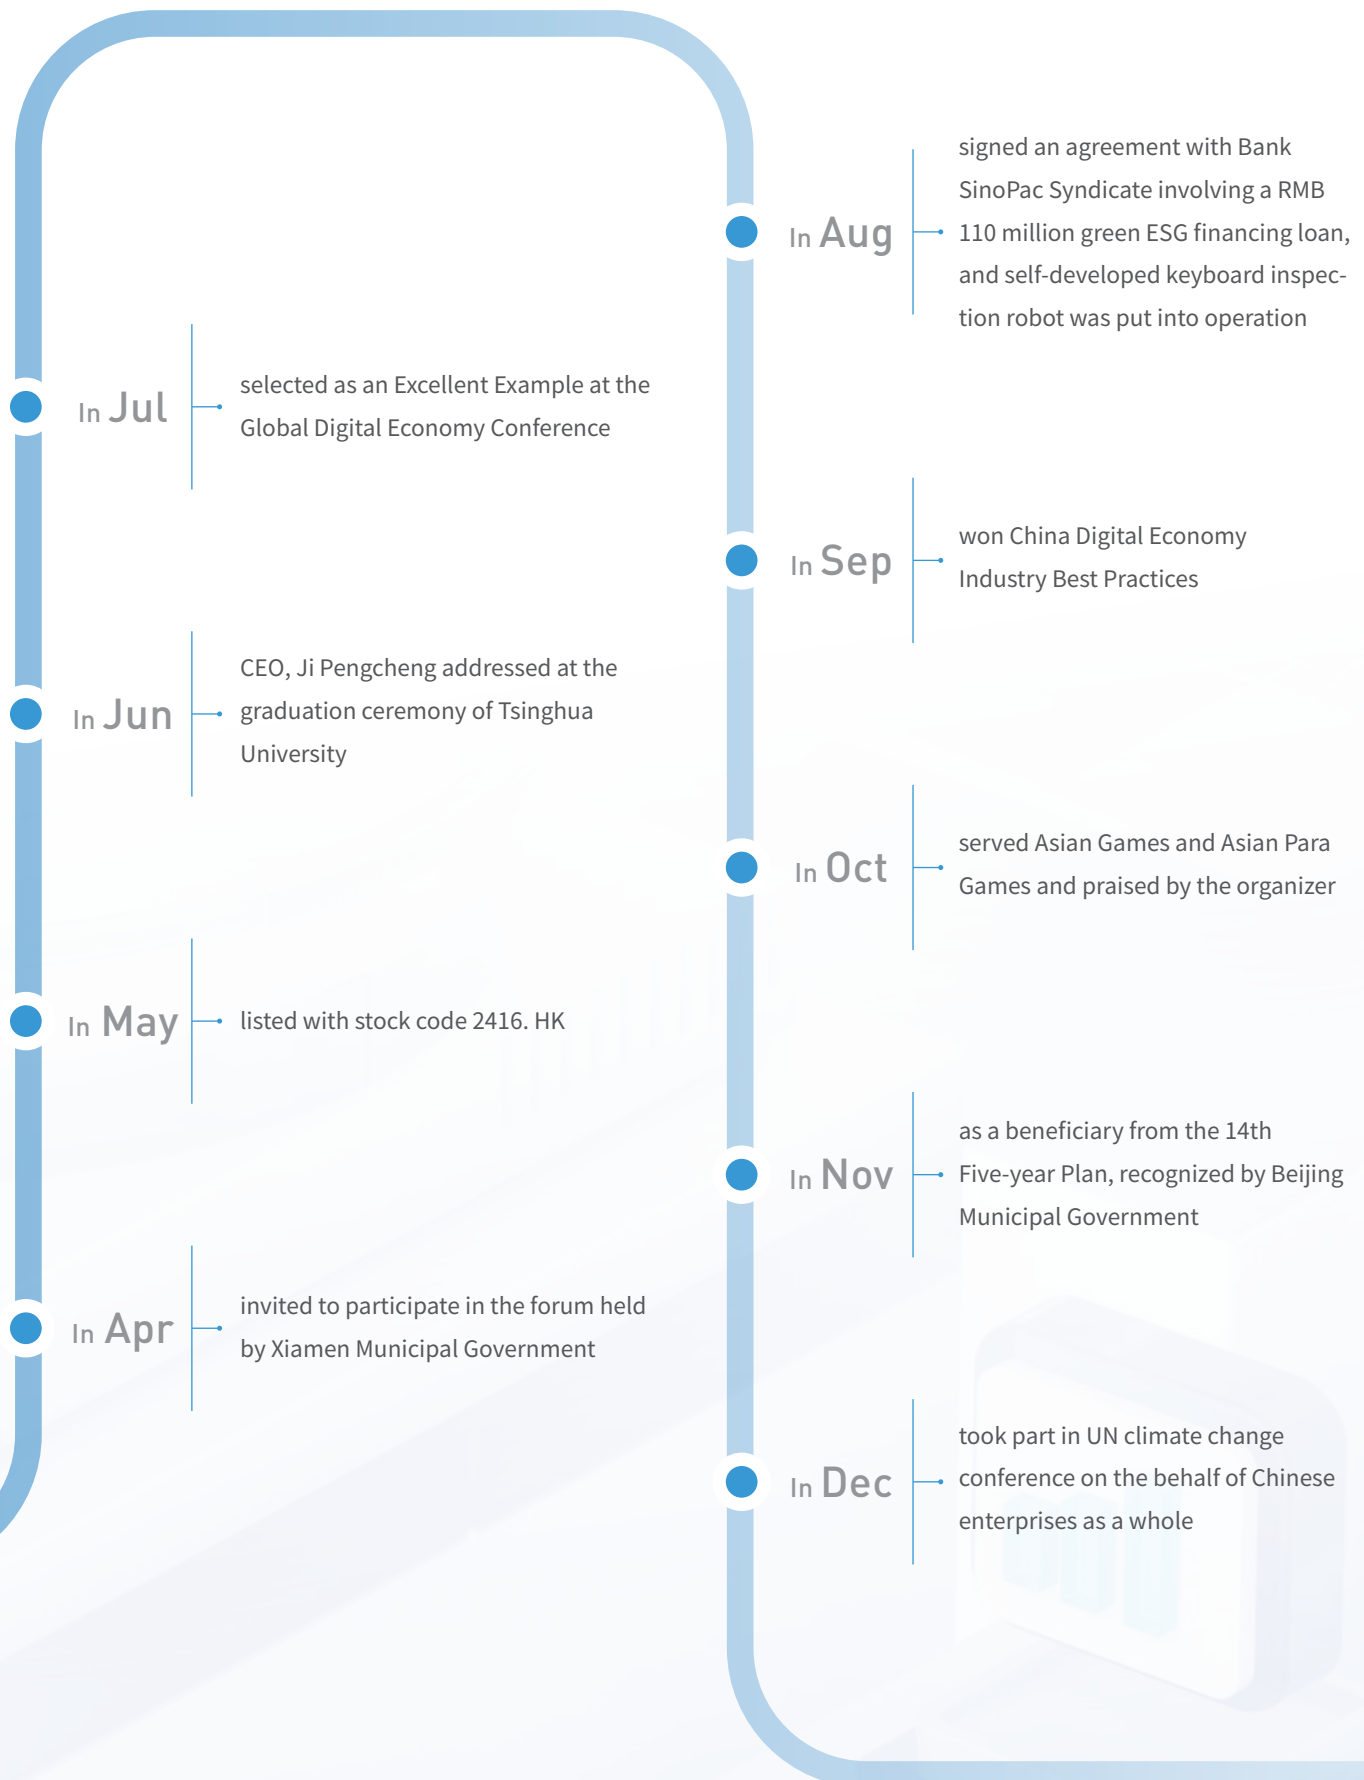 In Apr
invited to participate in the forum held
by Xiamen Municipal Government
In May
listed with stock code 2416. HK
In Jun
CEO, Ji Pengcheng addressed at the
graduation ceremony of Tsinghua
University
In Jul
selected as an Excellent Example at the
Global Digital Economy Conference
In Aug
signed an agreement with Bank
SinoPac Syndicate involving a RMB
110 million green ESG financing loan,
and self-developed keyboard inspec-
tion robot was put into operation
In Sep
won China Digital Economy
Industry Best Practices
In Oct
served Asian Games and Asian Para
Games and praised by the organizer
In Nov
as a beneficiary from the 14th
Five-year Plan, recognized by Beijing
Municipal Government
In Dec
took part in UN climate change
conference on the behalf of Chinese
enterprises as a whole